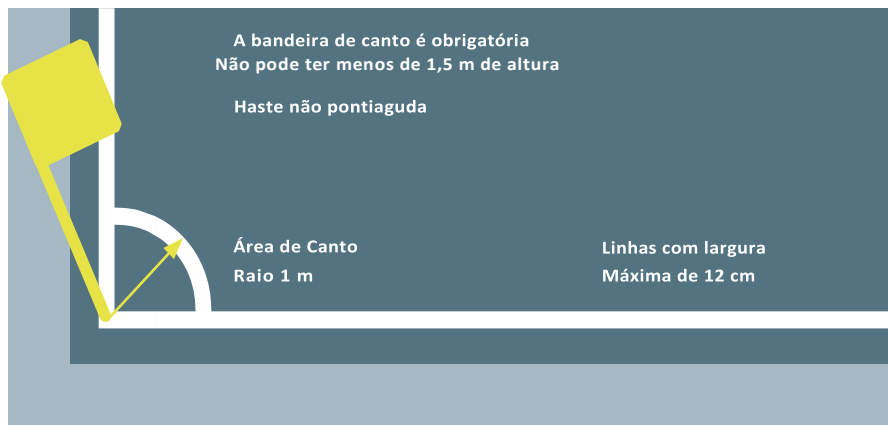 A bandeira de canto é obrigatória
Não pode ter menos de 1,5 m de altura
Haste não pontiaguda
Área de Canto
Raio 1 m
Linhas com largura
Máxima de 12 cm